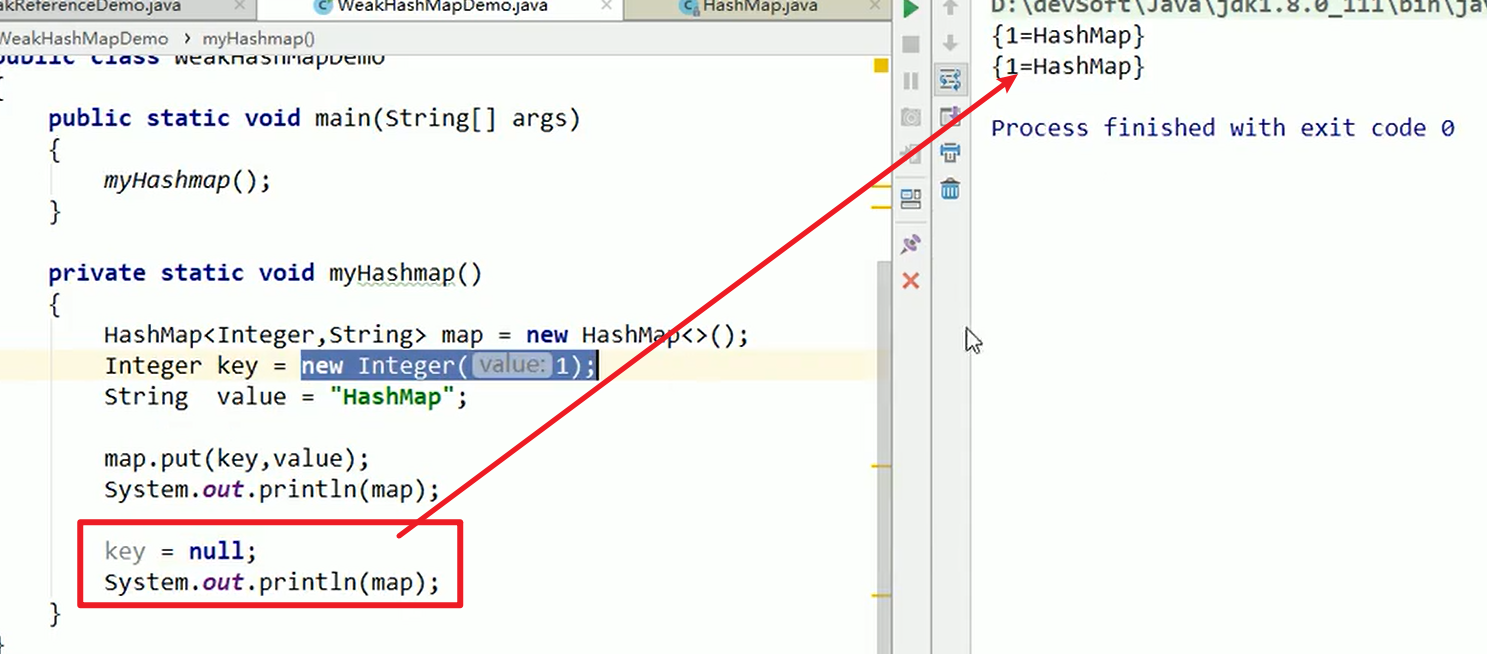 akReferenceDemo.java
WeakHashMapDemo.java
HashMap.java
WeakHashMapDemo
myHashmap()
public class WeakHashMapDemo
{
public static void main(String[] args)
{
myHashmap();
}
private static void myHashmap()
{
HashMap<Integer,String> map = new HashMap<>();
Integer key = new Integer( value: 1);
String value = "HashMap";
map.put(key,value);
System.out.println(map);
key = null;
System.out.println(map);
}
}
D:\devSoft\Java\jdk1.8.0_111\bin\jav
{1=HashMap}
{1=HashMap}
Process finished with exit code 0